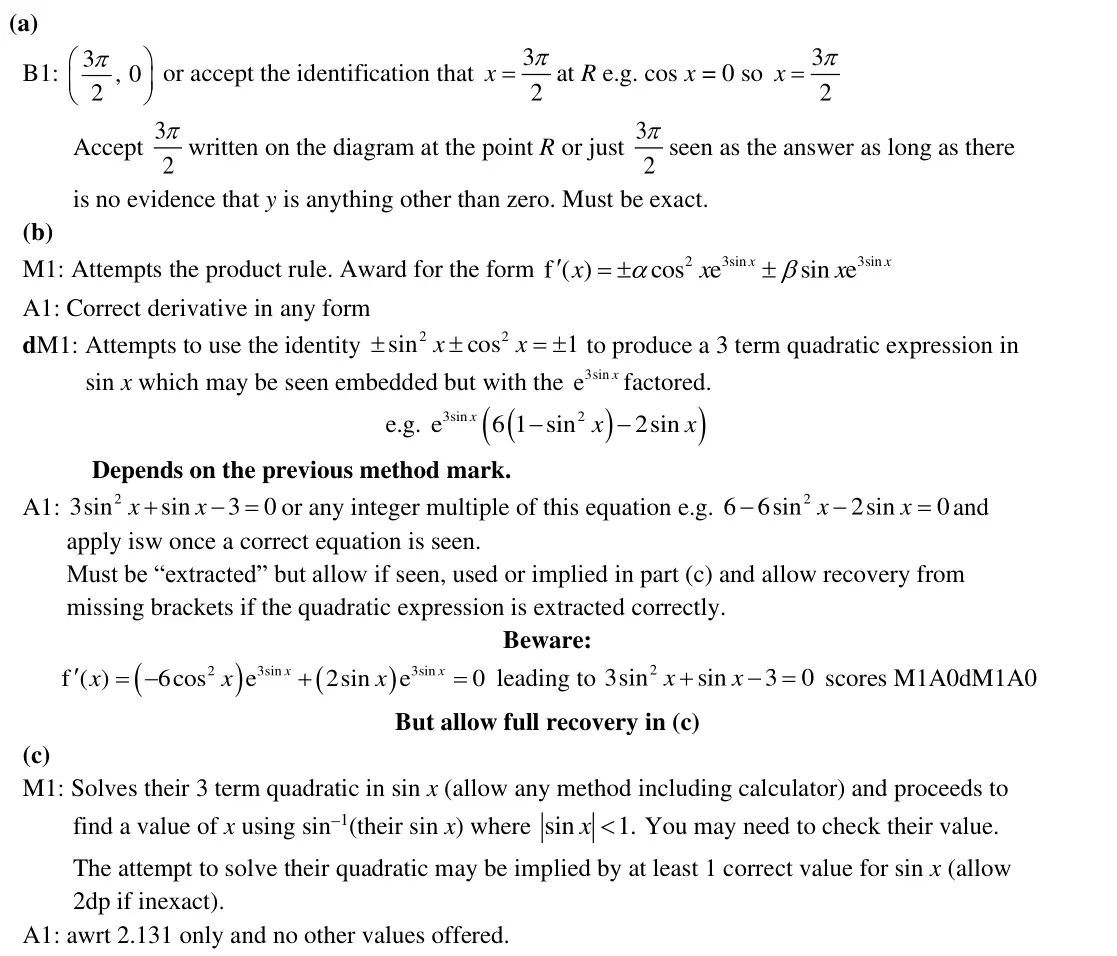 (a)
B1: (3π/2, 0) or accept the identification that x = 3π/2 at R e.g. cos x = 0 so x = 3π/2
Accept 3π/2 written on the diagram at the point R or just 3π/2 seen as the answer as long as there
is no evidence that y is anything other than zero. Must be exact.
(b)
M1: Attempts the product rule. Award for the form f′(x) = ±α cos² xe^(3sin x) ± β sin xe^(3sin x)
A1: Correct derivative in any form
dM1: Attempts to use the identity ±sin² x ± cos² x = ±1 to produce a 3 term quadratic expression in
sin x which may be seen embedded but with the e^(3sin x) factored.
e.g. e^(3sin x)(6(1−sin² x)−2sin x)
Depends on the previous method mark.
A1: 3sin² x + sin x − 3 = 0 or any integer multiple of this equation e.g. 6 − 6sin² x − 2sin x = 0 and
apply isw once a correct equation is seen.
Must be “extracted” but allow if seen, used or implied in part (c) and allow recovery from
missing brackets if the quadratic expression is extracted correctly.
Beware:
f′(x) = (−6cos² x)e^(3sin x) + (2sin x)e^(3sin x) = 0 leading to 3sin² x + sin x − 3 = 0 scores M1A0dM1A0
But allow full recovery in (c)
(c)
M1: Solves their 3 term quadratic in sin x (allow any method including calculator) and proceeds to
find a value of x using sin⁻¹(their sin x) where |sin x| < 1. You may need to check their value.
The attempt to solve their quadratic may be implied by at least 1 correct value for sin x (allow
2dp if inexact).
A1: awrt 2.131 only and no other values offered.